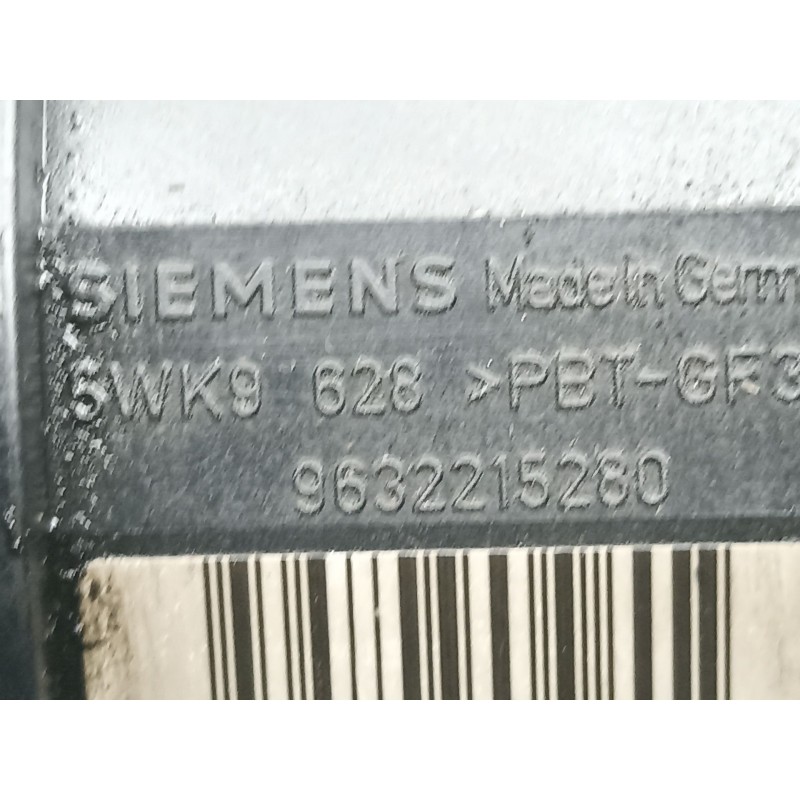 SIEMENS Made In Germ
5WK9 628 >PBT-GF3
9632215280